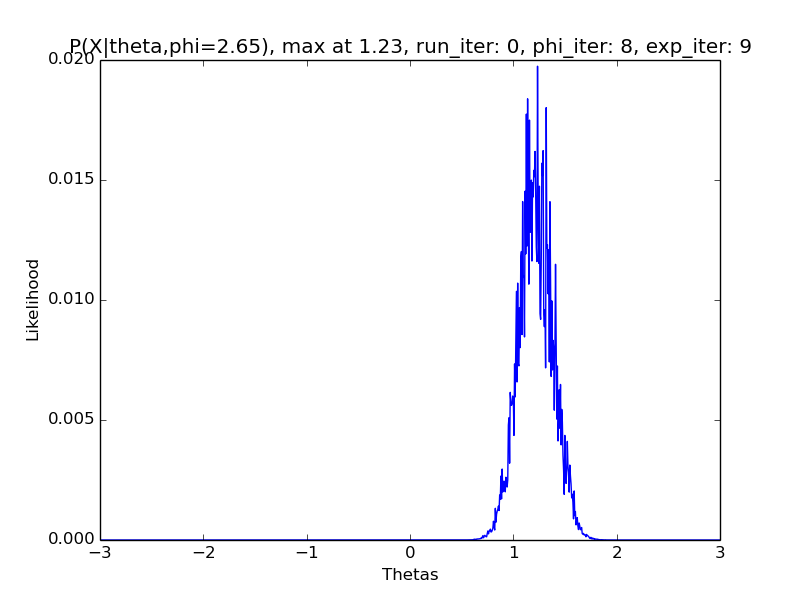 P(X|theta,phi=2.65), max at 1.23, run_iter: 0, phi_iter: 8, exp_iter: 9
0.020
0.015
0.010
0.005
0.000
Likelihood
−3 −2 −1 0 1 2 3
Thetas